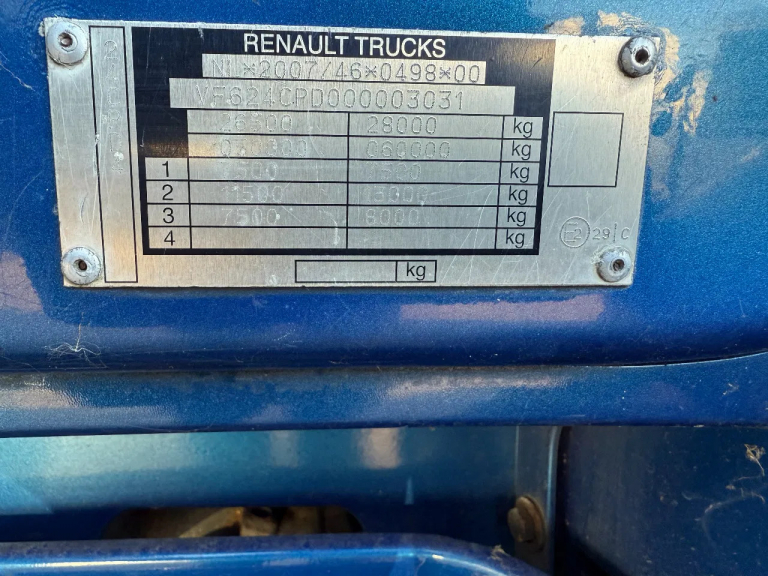 RENAULT TRUCKS
*2007/46*0498*00
VF624CPD000003031
28000 kg
060000 kg
1 kg
2 11500 kg
3 7500 8000 kg
4 kg
E2 29 | C
kg